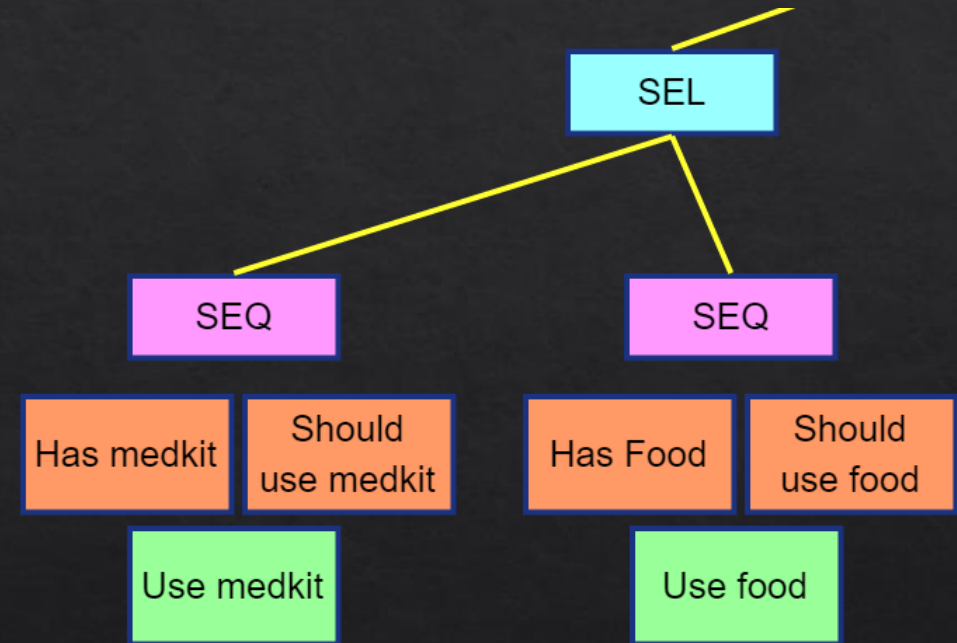 SEL
SEQ
SEQ
Has medkit
Should
use medkit
Has Food
Should
use food
Use medkit
Use food